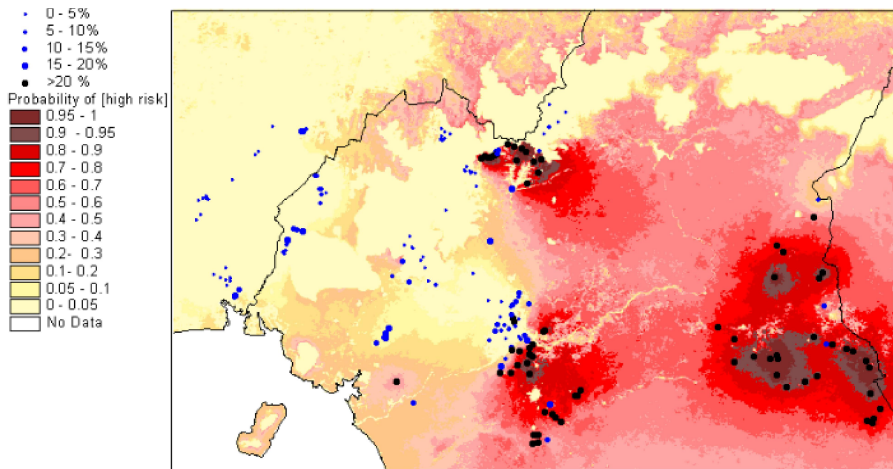 0 - 5%
5 - 10%
10 - 15%
15 - 20%
>20 %
Probability of [high risk]
0.95 - 1
0.9 - 0.95
0.8 - 0.9
0.7 - 0.8
0.6 - 0.7
0.5 - 0.6
0.4 - 0.5
0.3 - 0.4
0.2 - 0.3
0.1 - 0.2
0.05 - 0.1
0 - 0.05
No Data